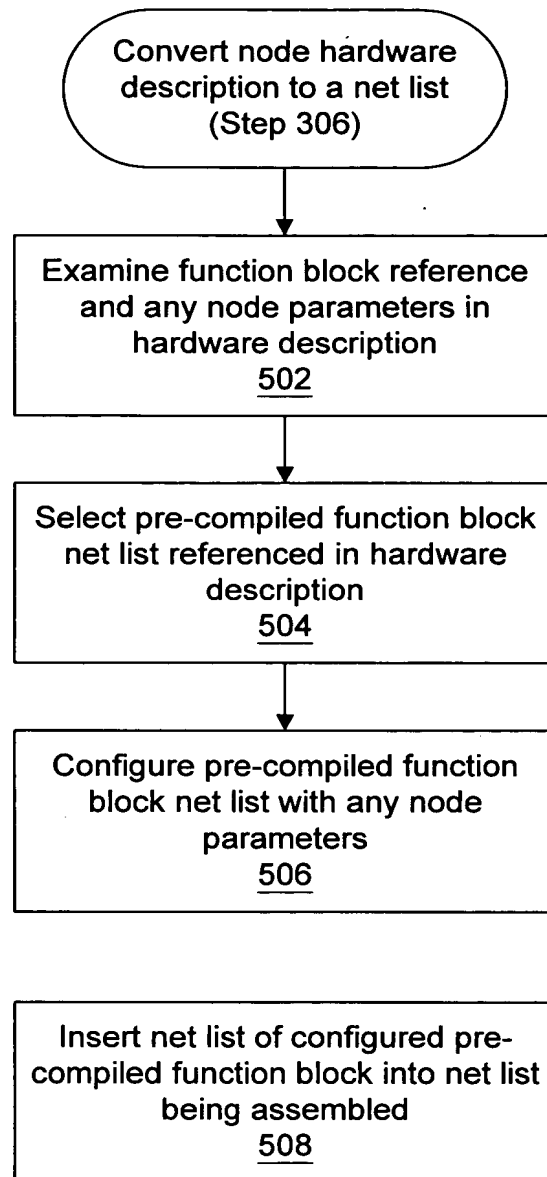 Convert node hardware
description to a net list
(Step 306)
Examine function block reference
and any node parameters in
hardware description
502
Select pre-compiled function block
net list referenced in hardware
description
504
Configure pre-compiled function
block net list with any node
parameters
506
Insert net list of configured pre-
compiled function block into net list
being assembled
508